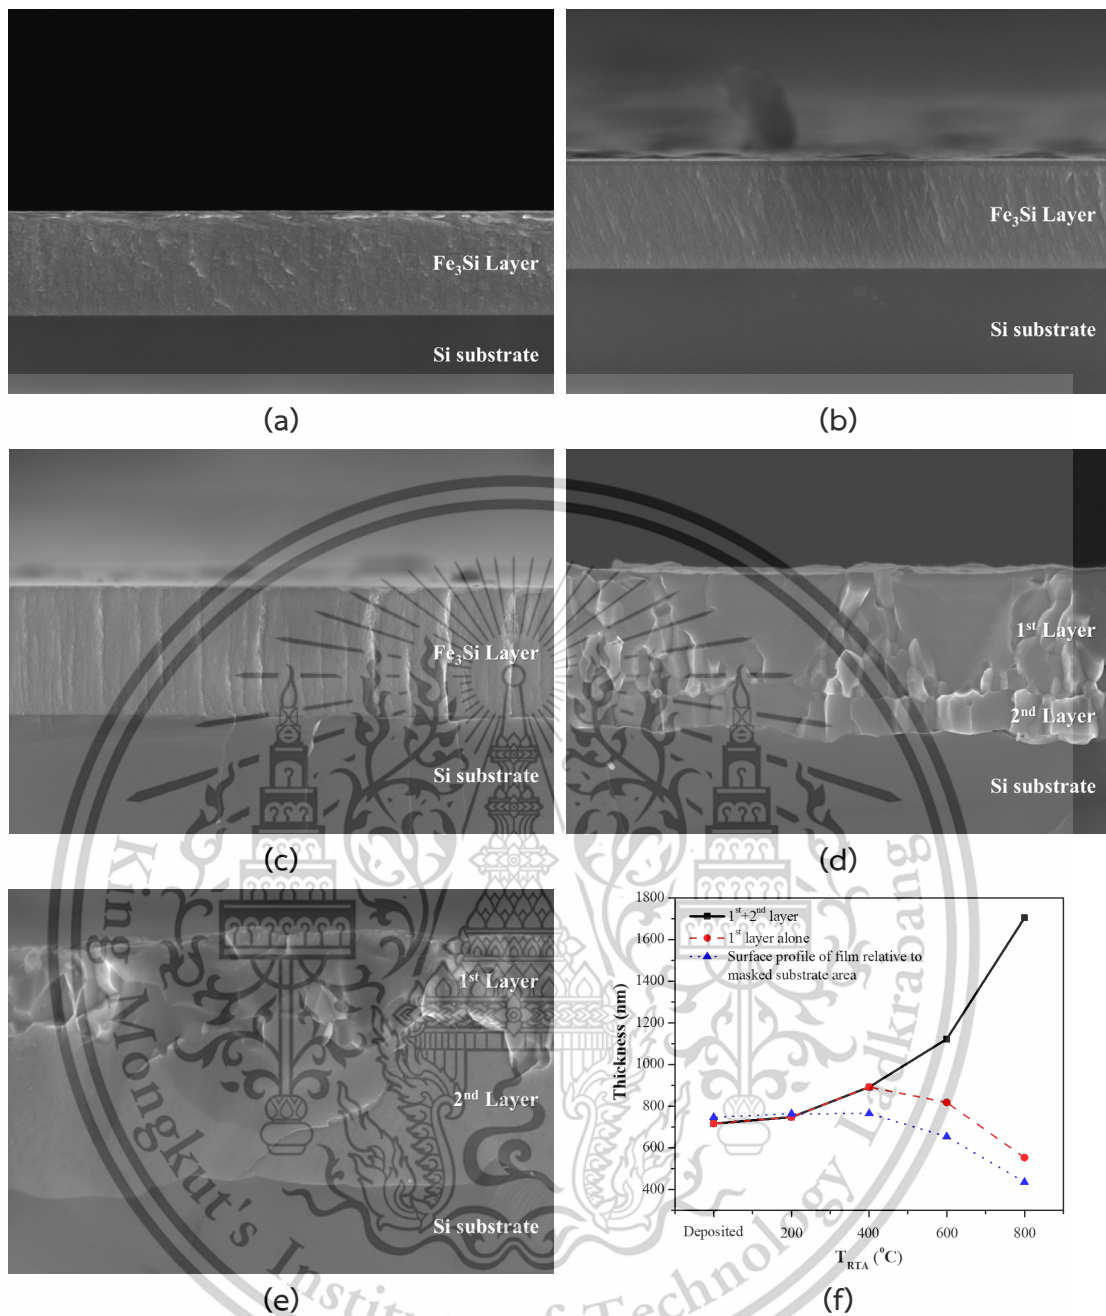 Fe₃Si Layer
Si substrate
(a)
Fe₃Si Layer
Si substrate
(b)
Fe₃Si Layer
Si substrate
(c)
1st Layer
2nd Layer
Si substrate
(d)
1st Layer
2nd Layer
Si substrate
(e)
1st+2nd layer
1st layer alone
Surface profile of film relative to
masked substrate area
Thickness (nm)
1800
1600
1400
1200
1000
800
600
400
Deposited
200
400
600
800
T_RTA (°C)
(f)
King Mongkut's Institute of Technology Ladkrabang